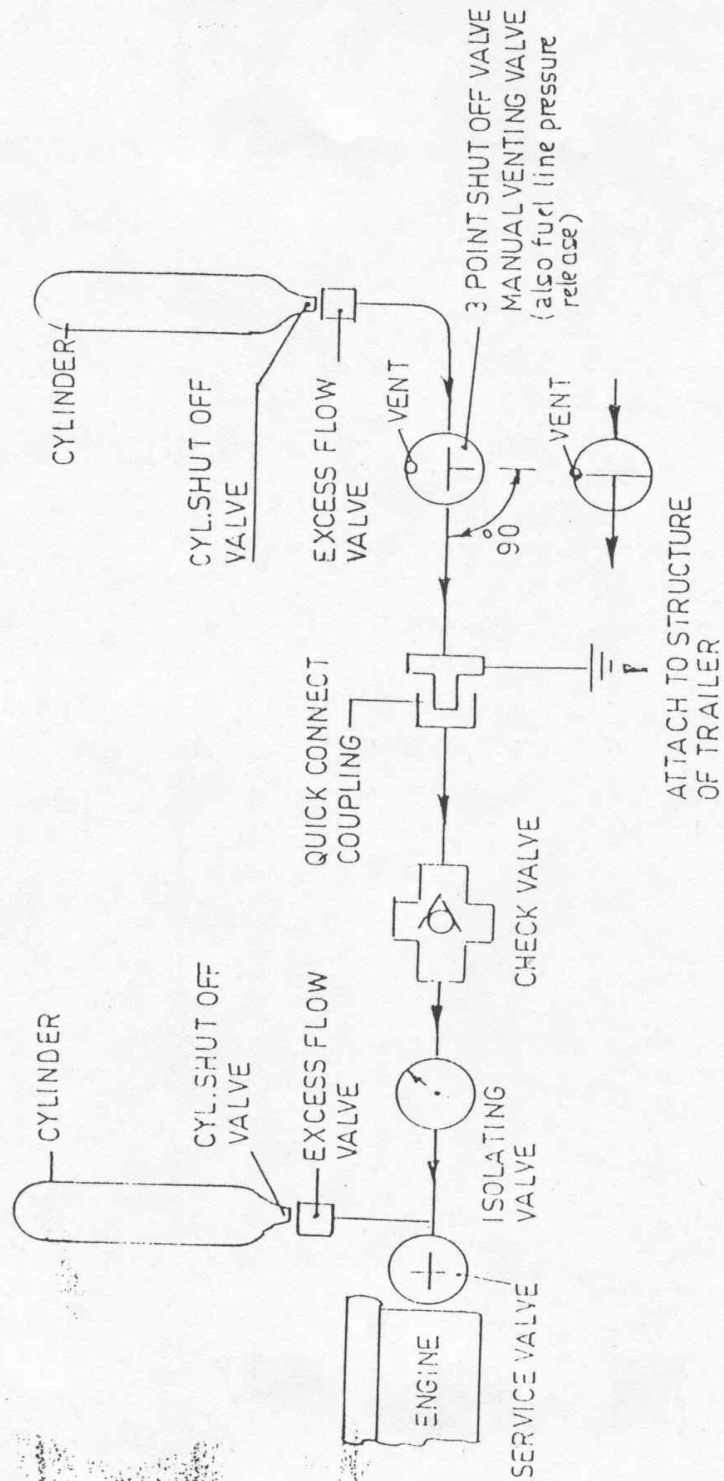 CYLINDER
CYL.SHUT OFF
VALVE
EXCESS FLOW
VALVE
ENGINE
SERVICE VALVE
ISOLATING
VALVE
CHECK VALVE
QUICK CONNECT
COUPLING
ATTACH TO STRUCTURE
OF TRAILER
CYLINDER
CYL.SHUT OFF
VALVE
EXCESS FLOW
VALVE
VENT
90°
3 POINT SHUT OFF VALVE
MANUAL VENTING VALVE
(also fuel line pressure
release)
VENT